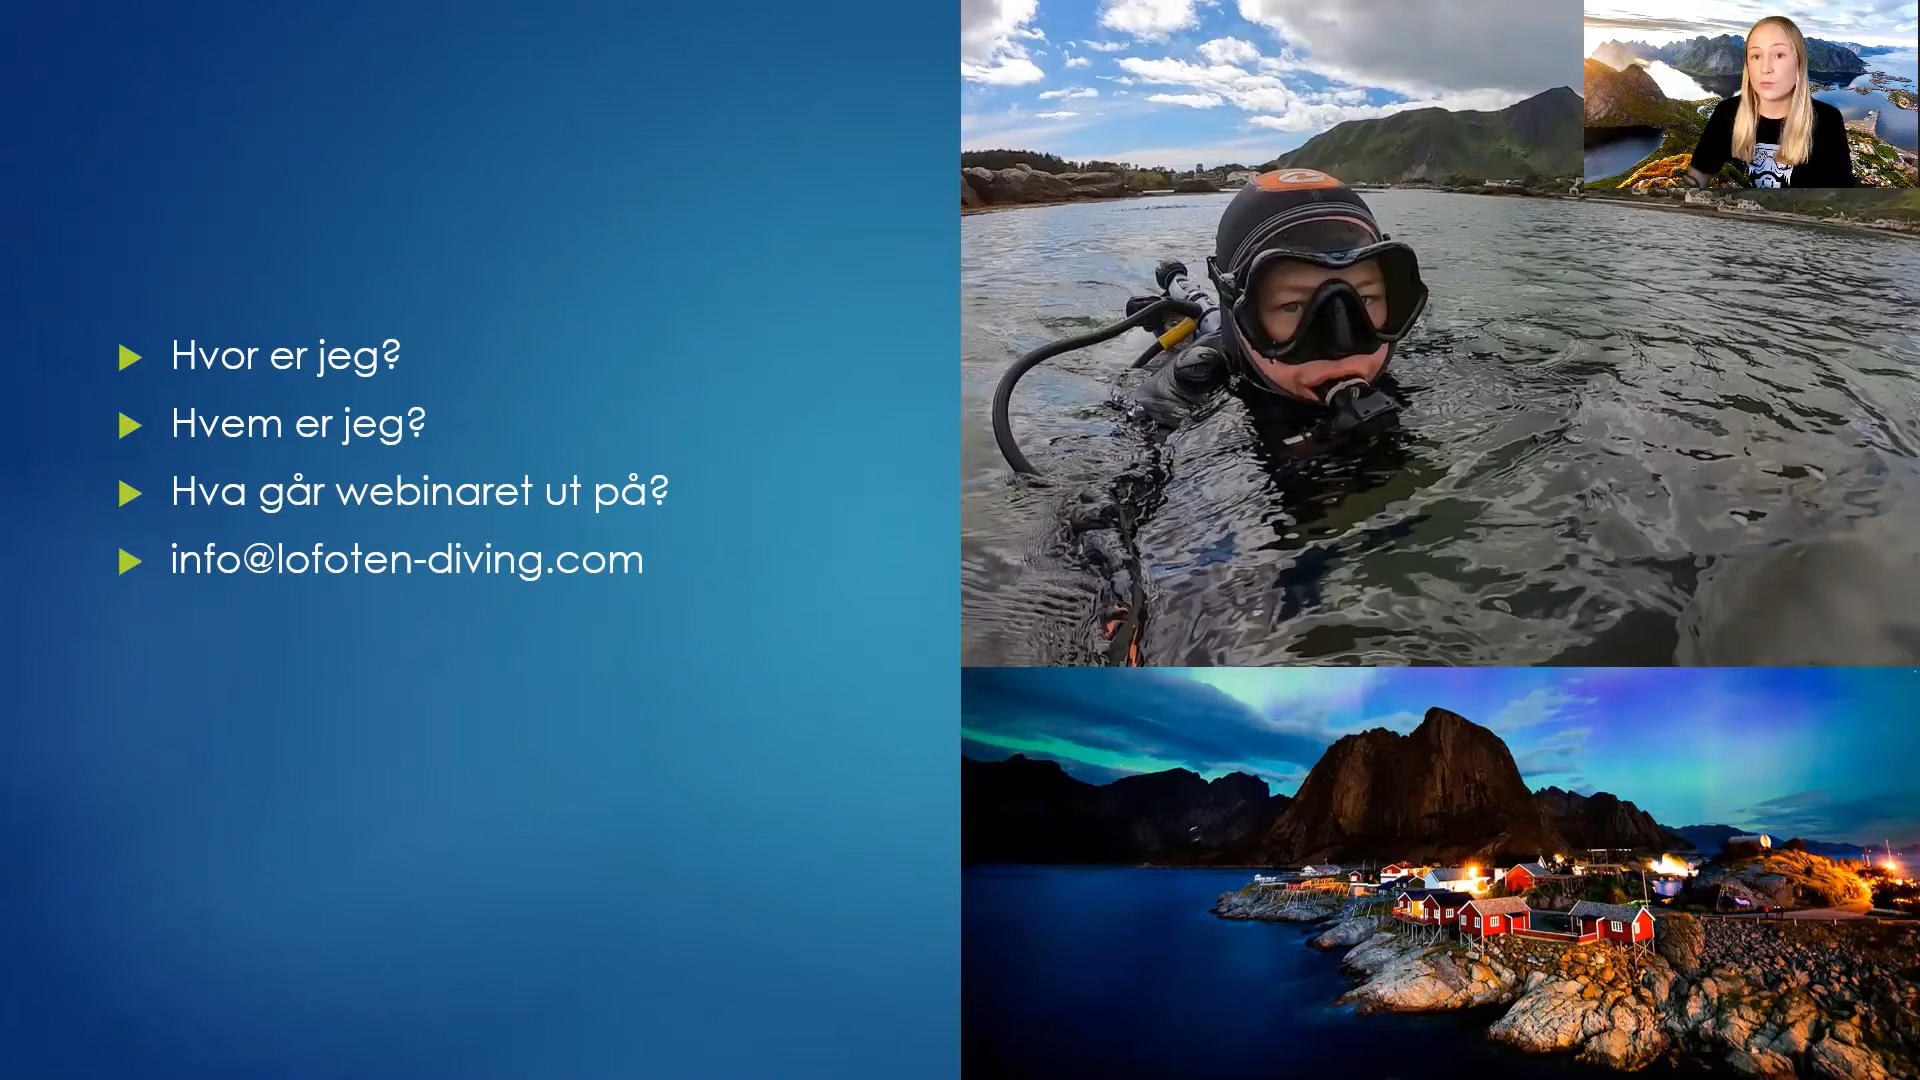 Hvor er jeg?
Hvem er jeg?
Hva går webinaret ut på?
info@lofoten-diving.com